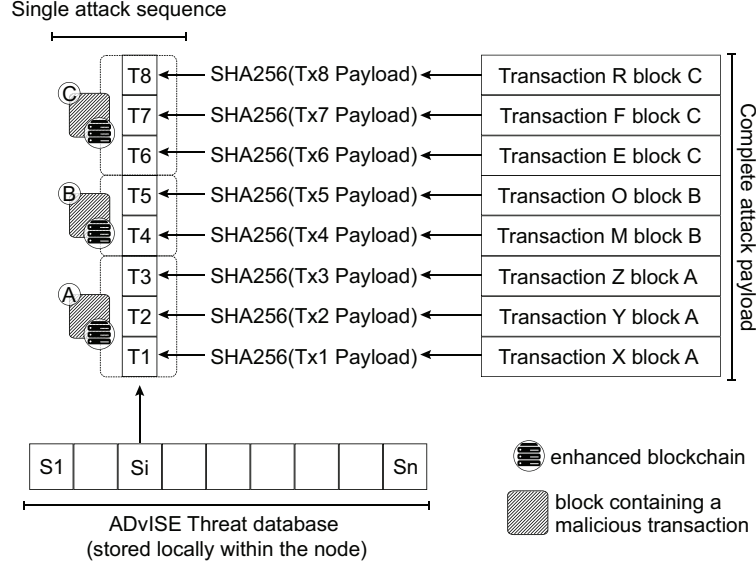 Single attack sequence
T8 SHA256(Tx8 Payload) Transaction R block C
C
T7 SHA256(Tx7 Payload) Transaction F block C
T6 SHA256(Tx6 Payload) Transaction E block C
B
T5 SHA256(Tx5 Payload) Transaction O block B
T4 SHA256(Tx4 Payload) Transaction M block B
T3 SHA256(Tx3 Payload) Transaction Z block A
A
T2 SHA256(Tx2 Payload) Transaction Y block A
T1 SHA256(Tx1 Payload) Transaction X block A
Complete attack payload
S1 Si Sn
ADvISE Threat database
(stored locally within the node)
enhanced blockchain
block containing a
malicious transaction